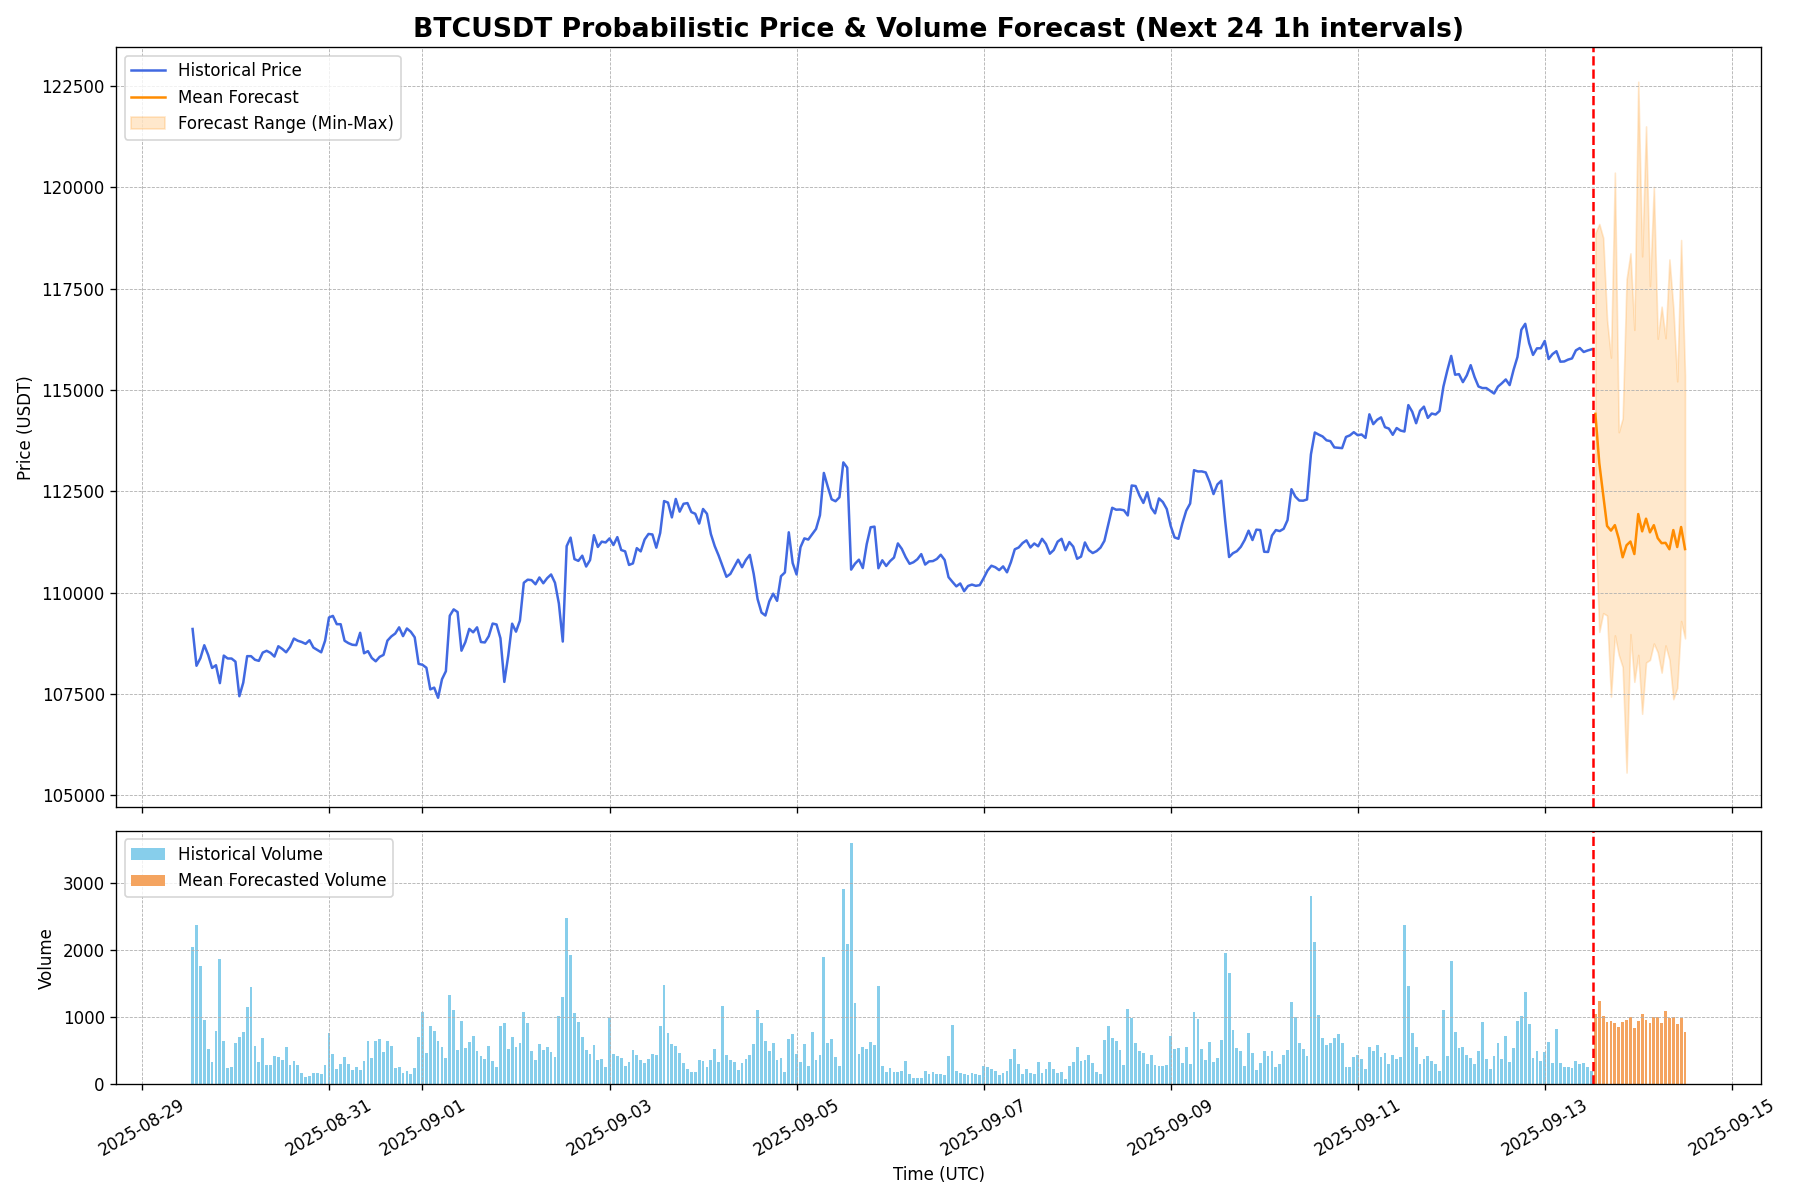 BTCUSDT Probabilistic Price & Volume Forecast (Next 24 1h intervals)
Historical Price
Mean Forecast
Forecast Range (Min-Max)
Price (USDT)
122500
120000
117500
115000
112500
110000
107500
105000
Historical Volume
Mean Forecasted Volume
Volume
3000
2000
1000
0
2025-08-29
2025-08-31
2025-09-01
2025-09-03
2025-09-05
2025-09-07
2025-09-09
2025-09-11
2025-09-13
2025-09-15
Time (UTC)